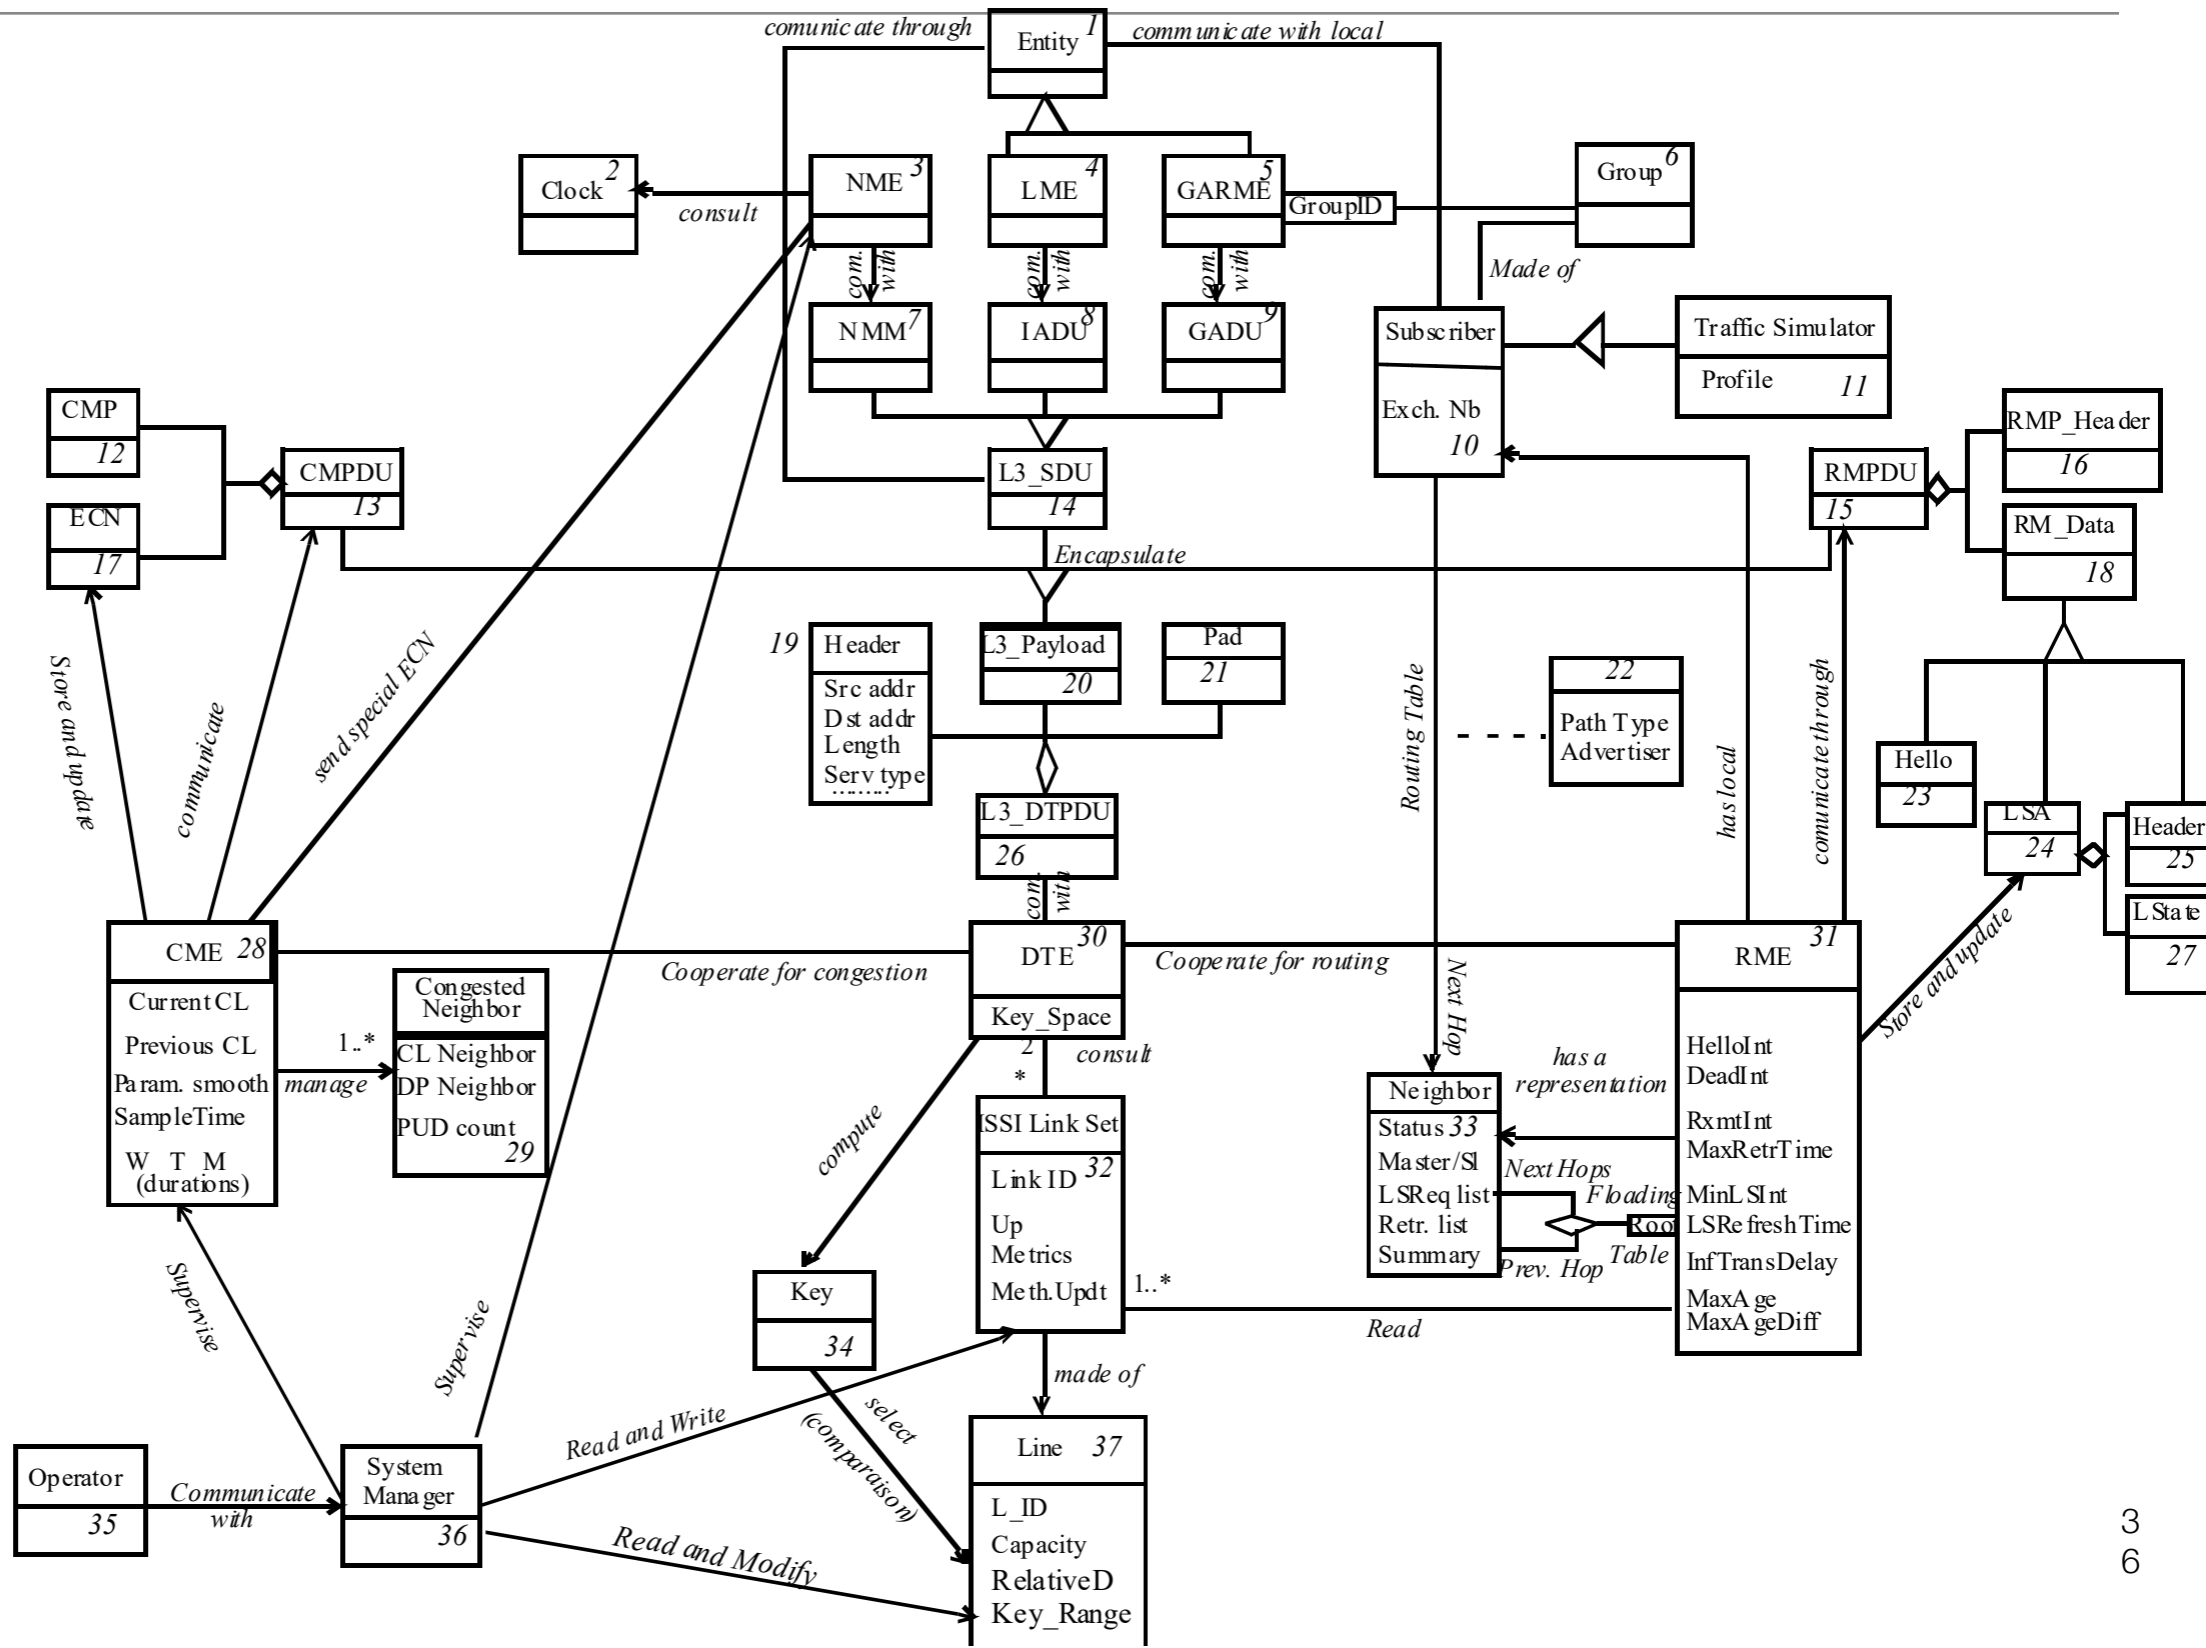 comunicate through
Entity 1
communicate with local
Clock 2
consult
NME 3
LME 4
GARME 5
GroupID
Group 6
Made of
com. with
com. with
com. with
NMM 7
IADU 8
GADU 9
Subscriber
Exch. Nb
10
Traffic Simulator
Profile 11
CMP
12
CMPDU
13
ECN
17
L3_SDU
14
RMPDU
15
RMP_Header
16
RM_Data
18
Encapsulate
19
Header
Src addr
Dst addr
Length
Serv type
.........
L3_Payload
20
Pad
21
22
Path Type
Advertiser
Store and update
communicate
send special ECN
Routing Table
has local
comunicate through
Hello
23
LSA
24
Header
25
LState
27
L3_DTPDU
26
com. with
CME 28
Current CL
Previous CL
Param. smooth
SampleTime
W T M
(durations)
Cooperate for congestion
DTE 30
Key_Space
Cooperate for routing
RME 31
HelloInt
DeadInt
RxmtInt
MaxRetrTime
MinLSInt
LSRefreshTime
InfTransDelay
MaxAge
MaxAgeDiff
Store and update
Congested
Neighbor
CL Neighbor
DP Neighbor
PUD count
29
1..*
manage
2
*
consult
compute
Next Hop
has a
representation
Neighbor
Status 33
Master/Sl
LSReq list
Retr. list
Summary
Next Hops
Floading
Root
Table
Prev. Hop
ISSI Link Set
Link ID 32
Up
Metrics
Meth.Updt
1..*
Read
Key
34
Supervise
Supervise
made of
select
(comparaison)
Read and Write
Read and Modify
Operator
35
Communicate
with
System
Manager
36
Line 37
L_ID
Capacity
RelativeD
Key_Range
3
6